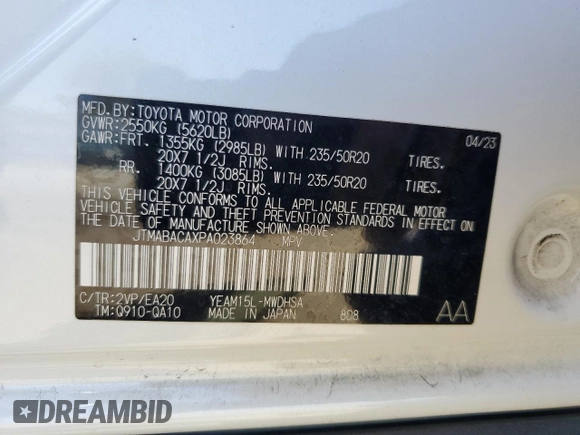 MFD.BY:TOYOTA MOTOR CORPORATION 04/23
GVWR:2550KG (5620LB)
GAWR:FRT. 1355KG (2985LB) WITH 235/50R20 TIRES.
20X7 1/2J RIMS.
RR. 1400KG (3085LB) WITH 235/50R20 TIRES.
20X7 1/2J RIMS.
THIS VEHICLE CONFORMS TO ALL APPLICABLE FEDERAL MOTOR
VEHICLE SAFETY AND THEFT PREVENTION STANDARDS IN EFFECT
ON THE DATE OF MANUFACTURE SHOWN ABOVE.
JTMABACAXPA023864 MPV
C/TR:2VP/EA20 YEAM15L-MWDHSA
TM:Q910-QA10 MADE IN JAPAN 8C8 AA
DREAMBID